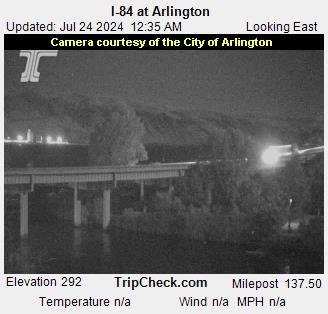 I-84 at Arlington
Updated: Jul 24 2024 12:35 AM Looking East
Camera courtesy of the City of Arlington
Elevation 292 TripCheck.com Milepost 137.50
Temperature n/a Wind n/a MPH n/a